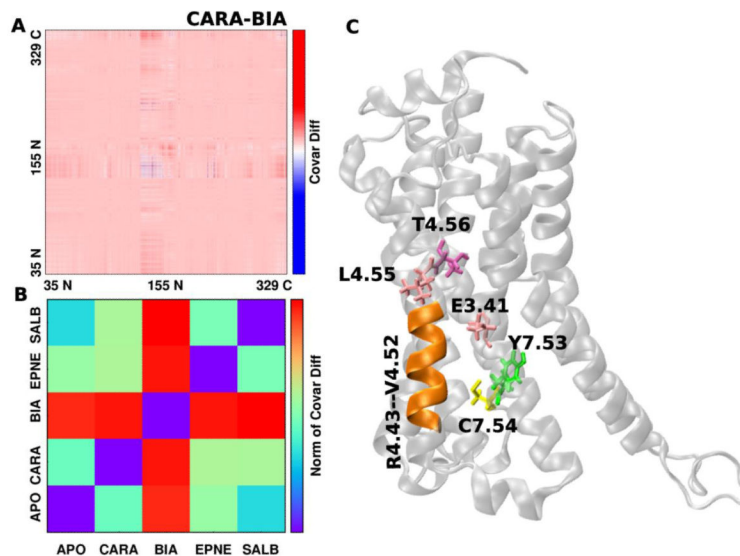 A
CARA-BIA
329 C
155 N
35 N
35 N 155 N 329 C
Covar Diff
B
SALB
EPNE
BIA
CARA
APO
APO CARA BIA EPNE SALB
Norm of Covar Diff
C
T4.56
L4.55
E3.41
Y7.53
R4.43--V4.52
C7.54